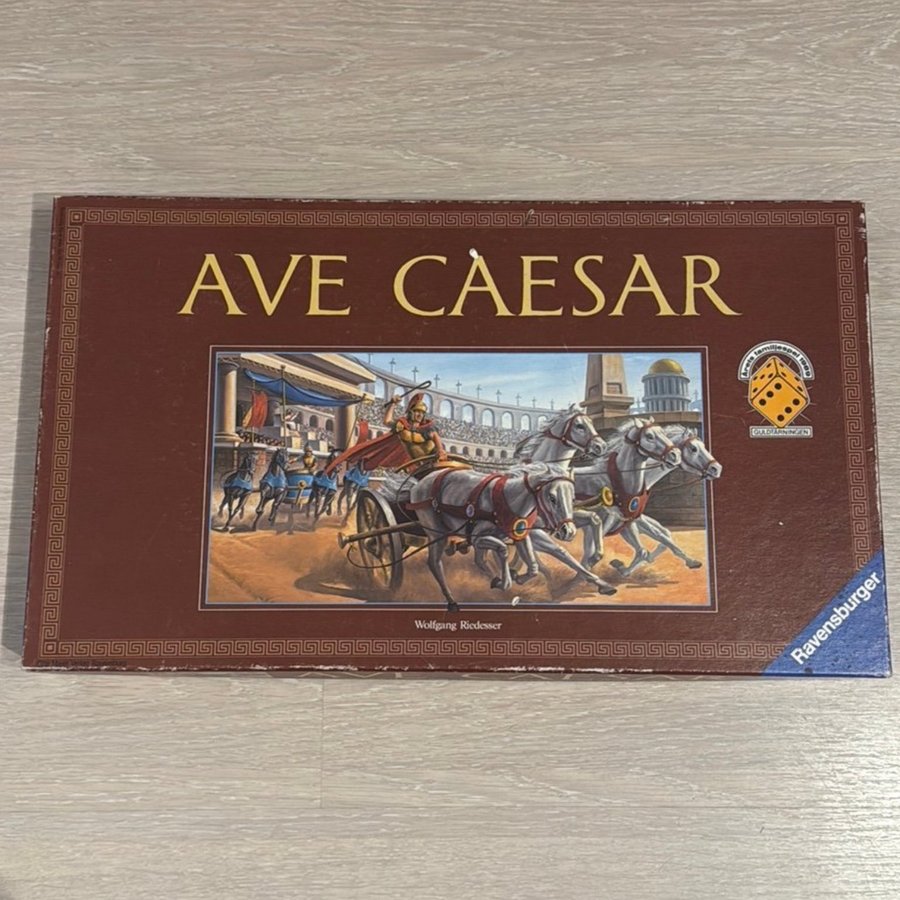 AVE CAESAR
Årets familjespel 1989
GULDTÄRNINGEN
Wolfgang Riedesser
Ravensburger